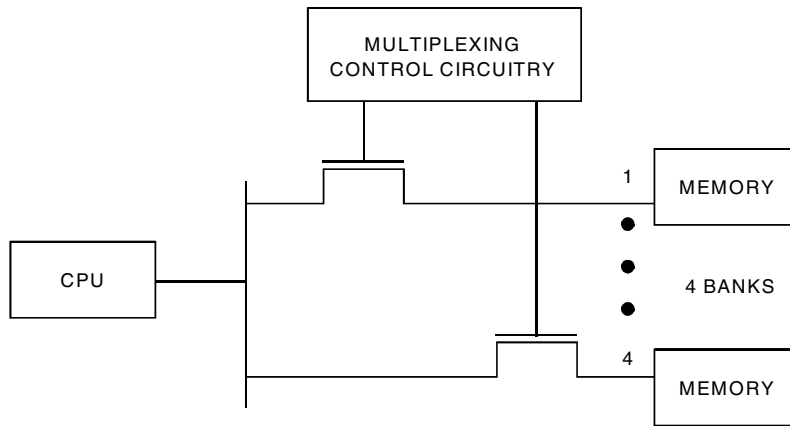 MULTIPLEXING
CONTROL CIRCUITRY
1
MEMORY
CPU
4 BANKS
4
MEMORY